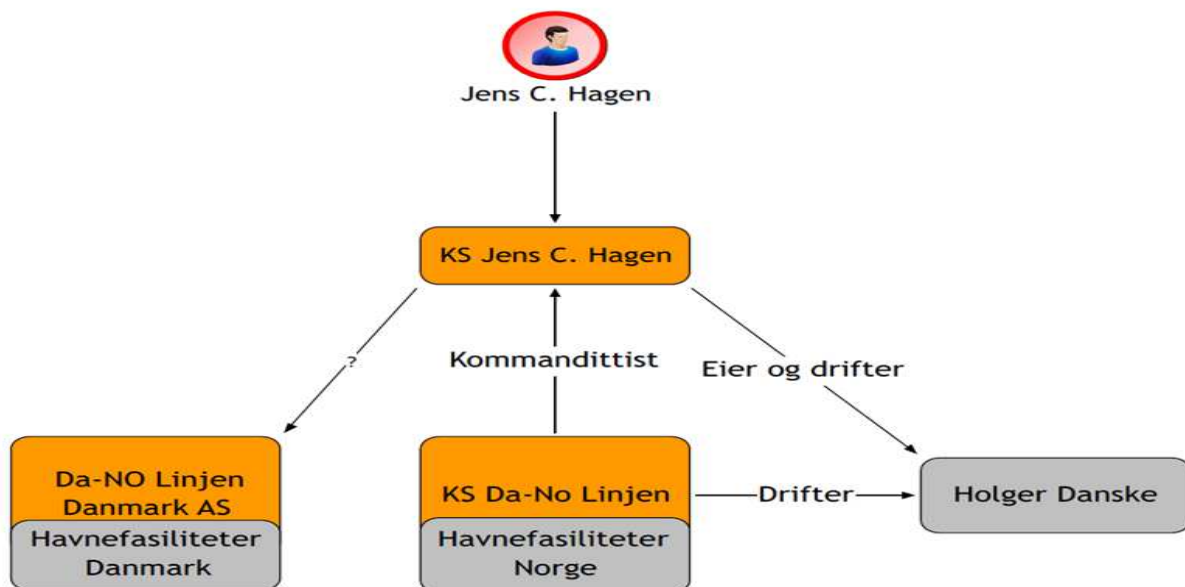 Jens C. Hagen
KS Jens C. Hagen
?
Kommandittist
Eier og drifter
Da-NO Linjen
Danmark AS
Havnefasiliteter
Danmark
KS Da-No Linjen
Havnefasiliteter
Norge
Drifter
Holger Danske